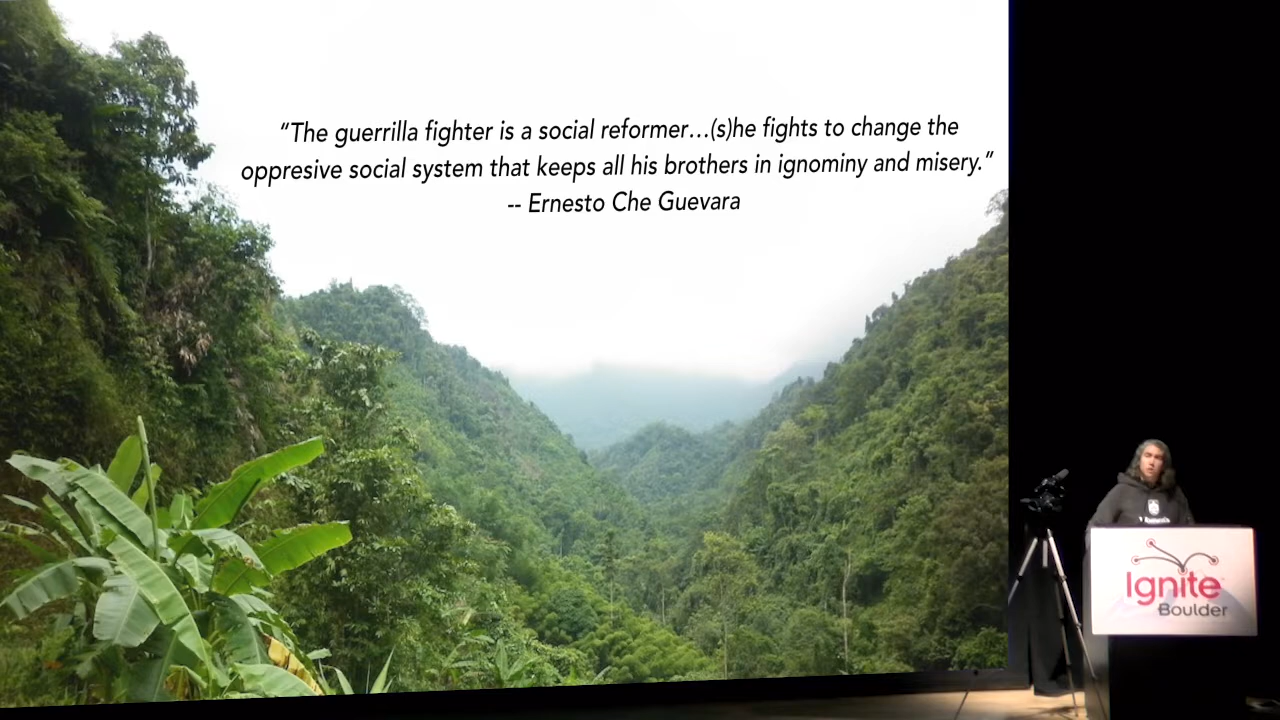 “The guerrilla fighter is a social reformer…(s)he fights to change the
oppresive social system that keeps all his brothers in ignominy and misery.”
-- Ernesto Che Guevara
Ignite
Boulder